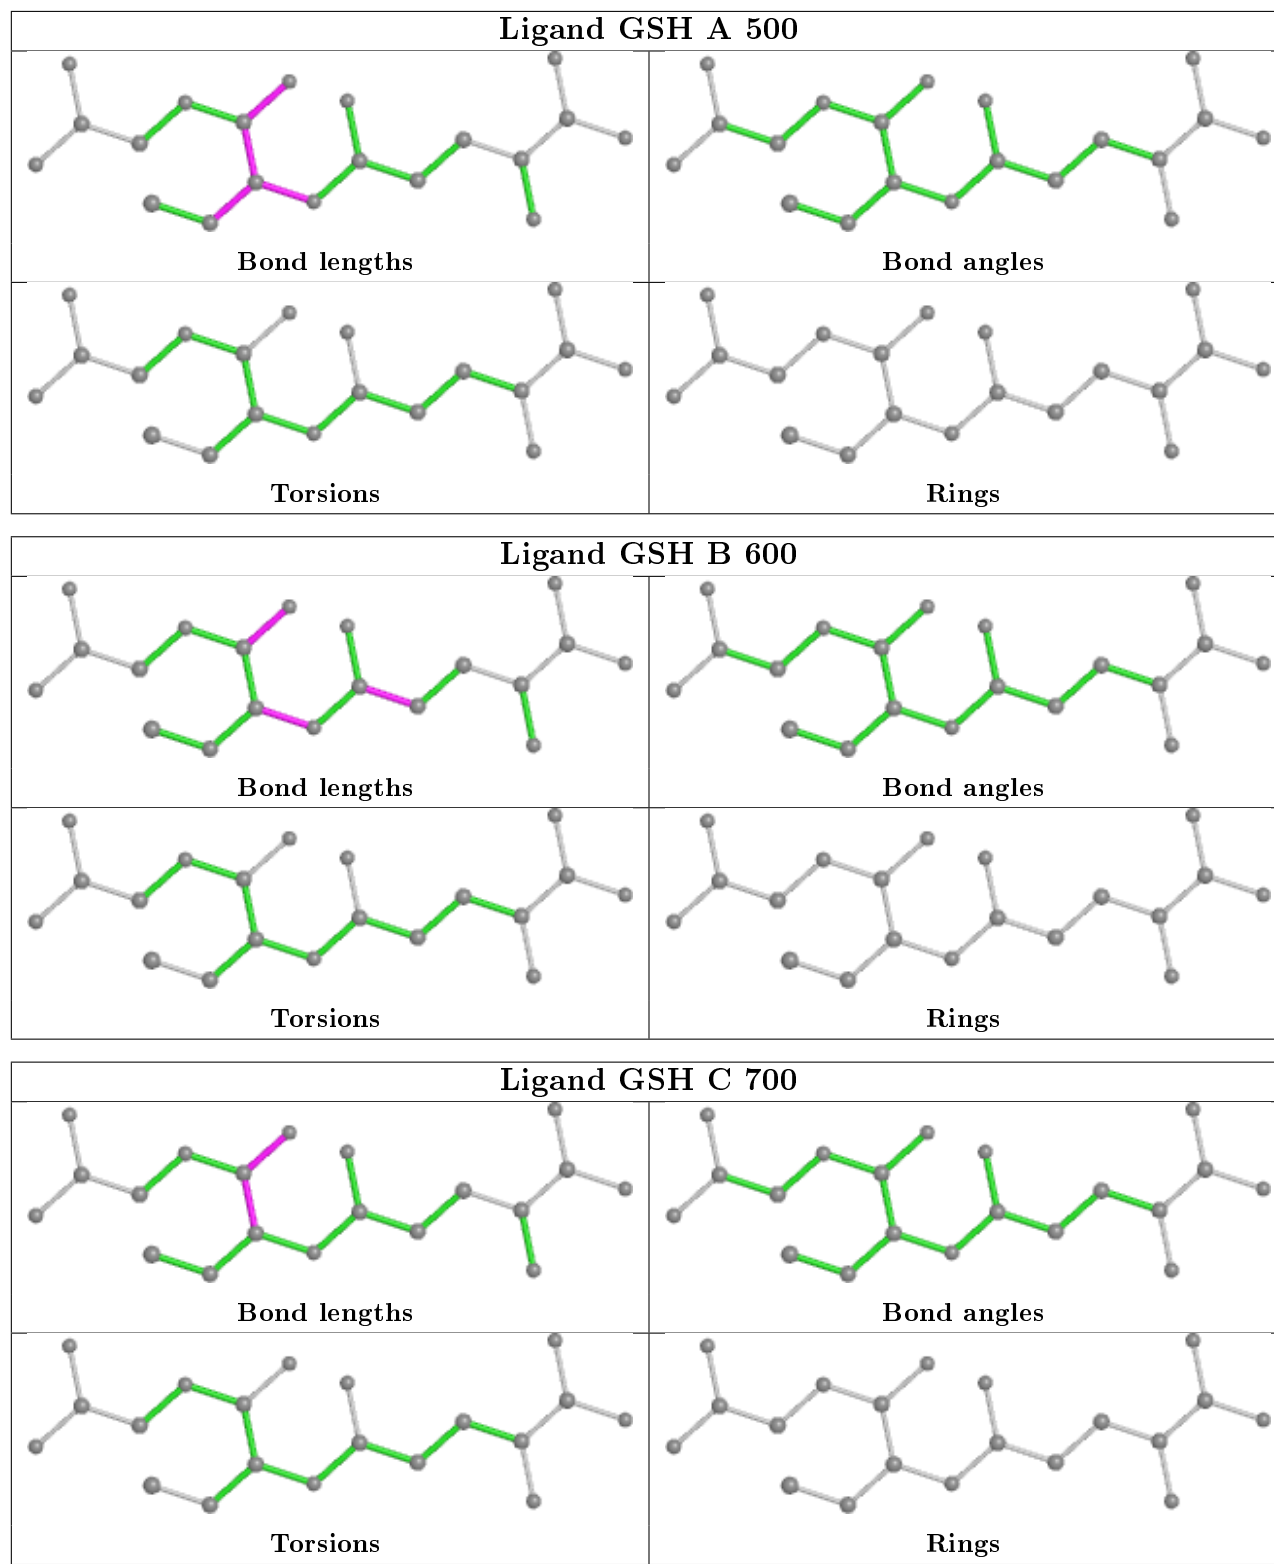 Ligand GSH A 500
Bond lengths
Bond angles
Torsions
Rings
Ligand GSH B 600
Bond lengths
Bond angles
Torsions
Rings
Ligand GSH C 700
Bond lengths
Bond angles
Torsions
Rings